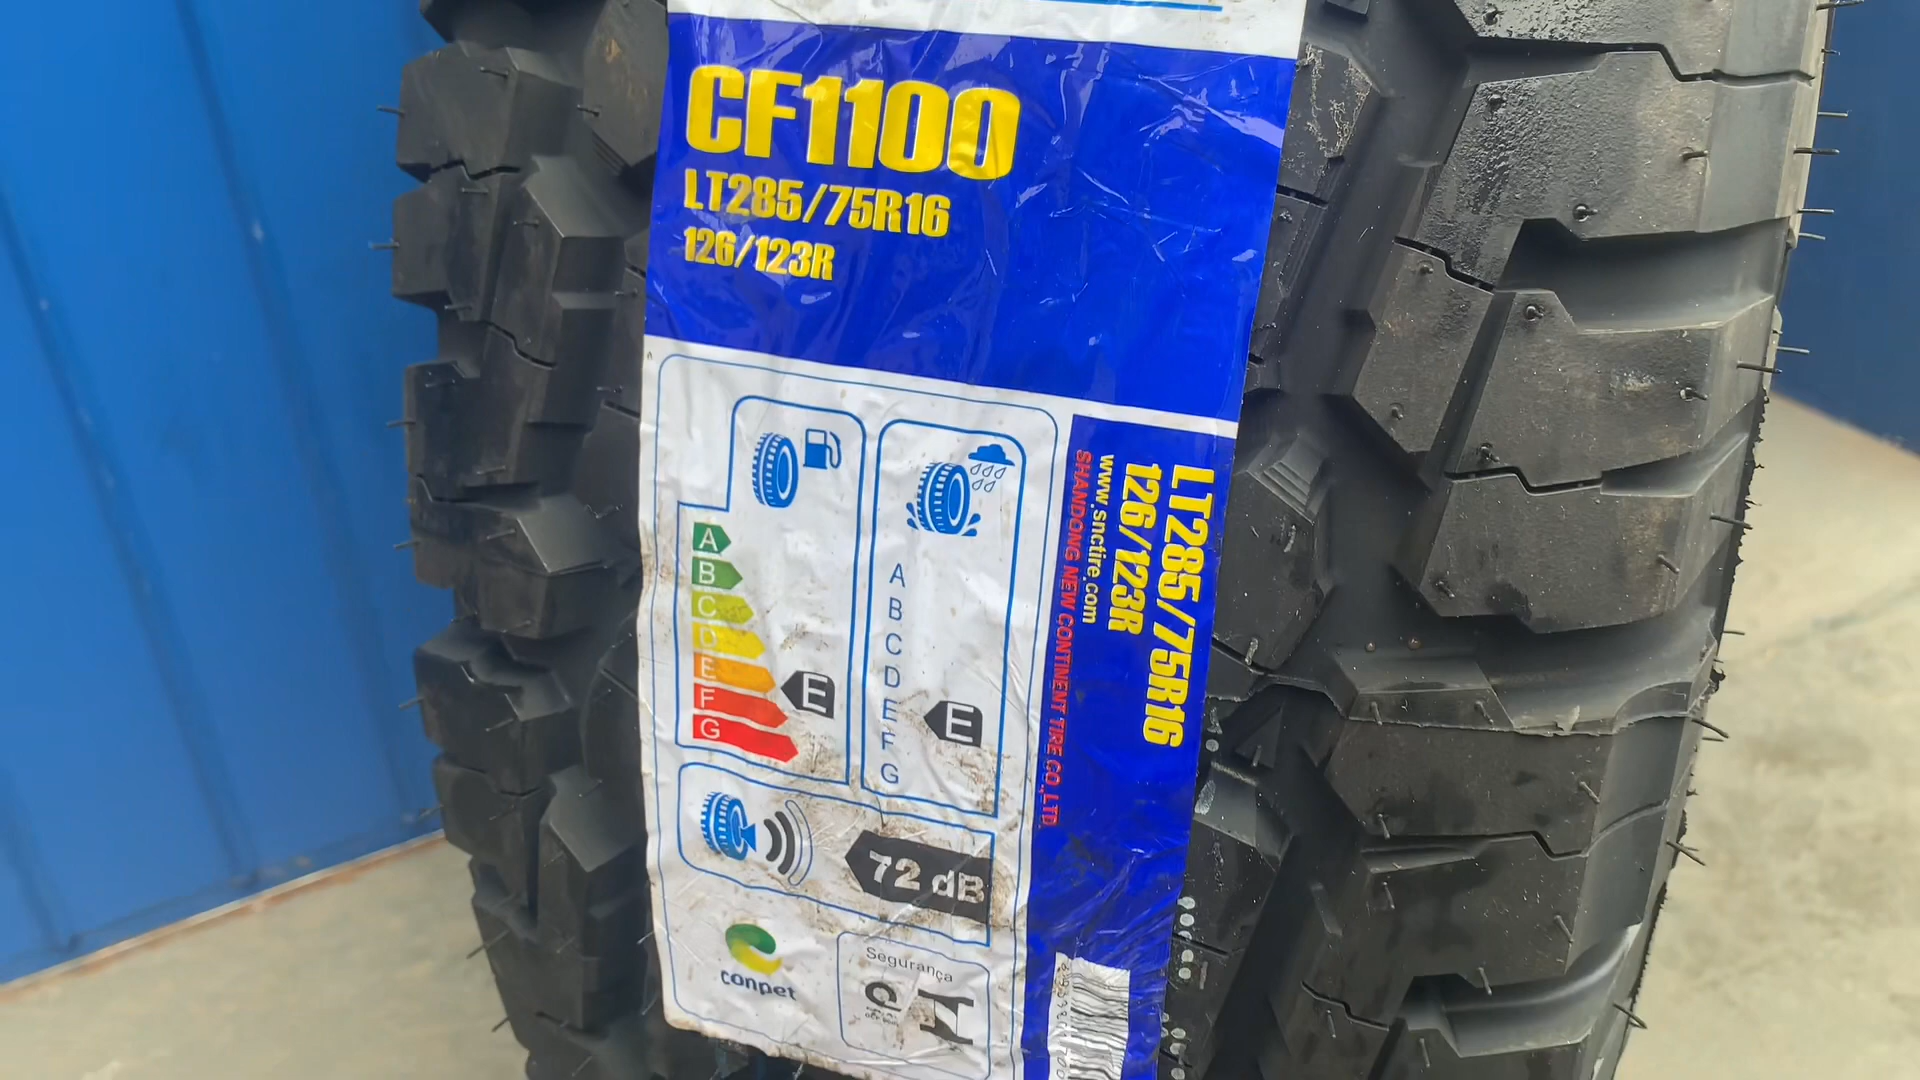 CF1100
LT285/75R16
126/123R
A
B
C
D
E
F
G
E
A
B
C
D
E
F
G
E
72 dB
conpet
Segurança
LT285/75R16
126/123R
www.snctire.com
SHANDONG NEW CONTINENT TIRE CO.,LTD.